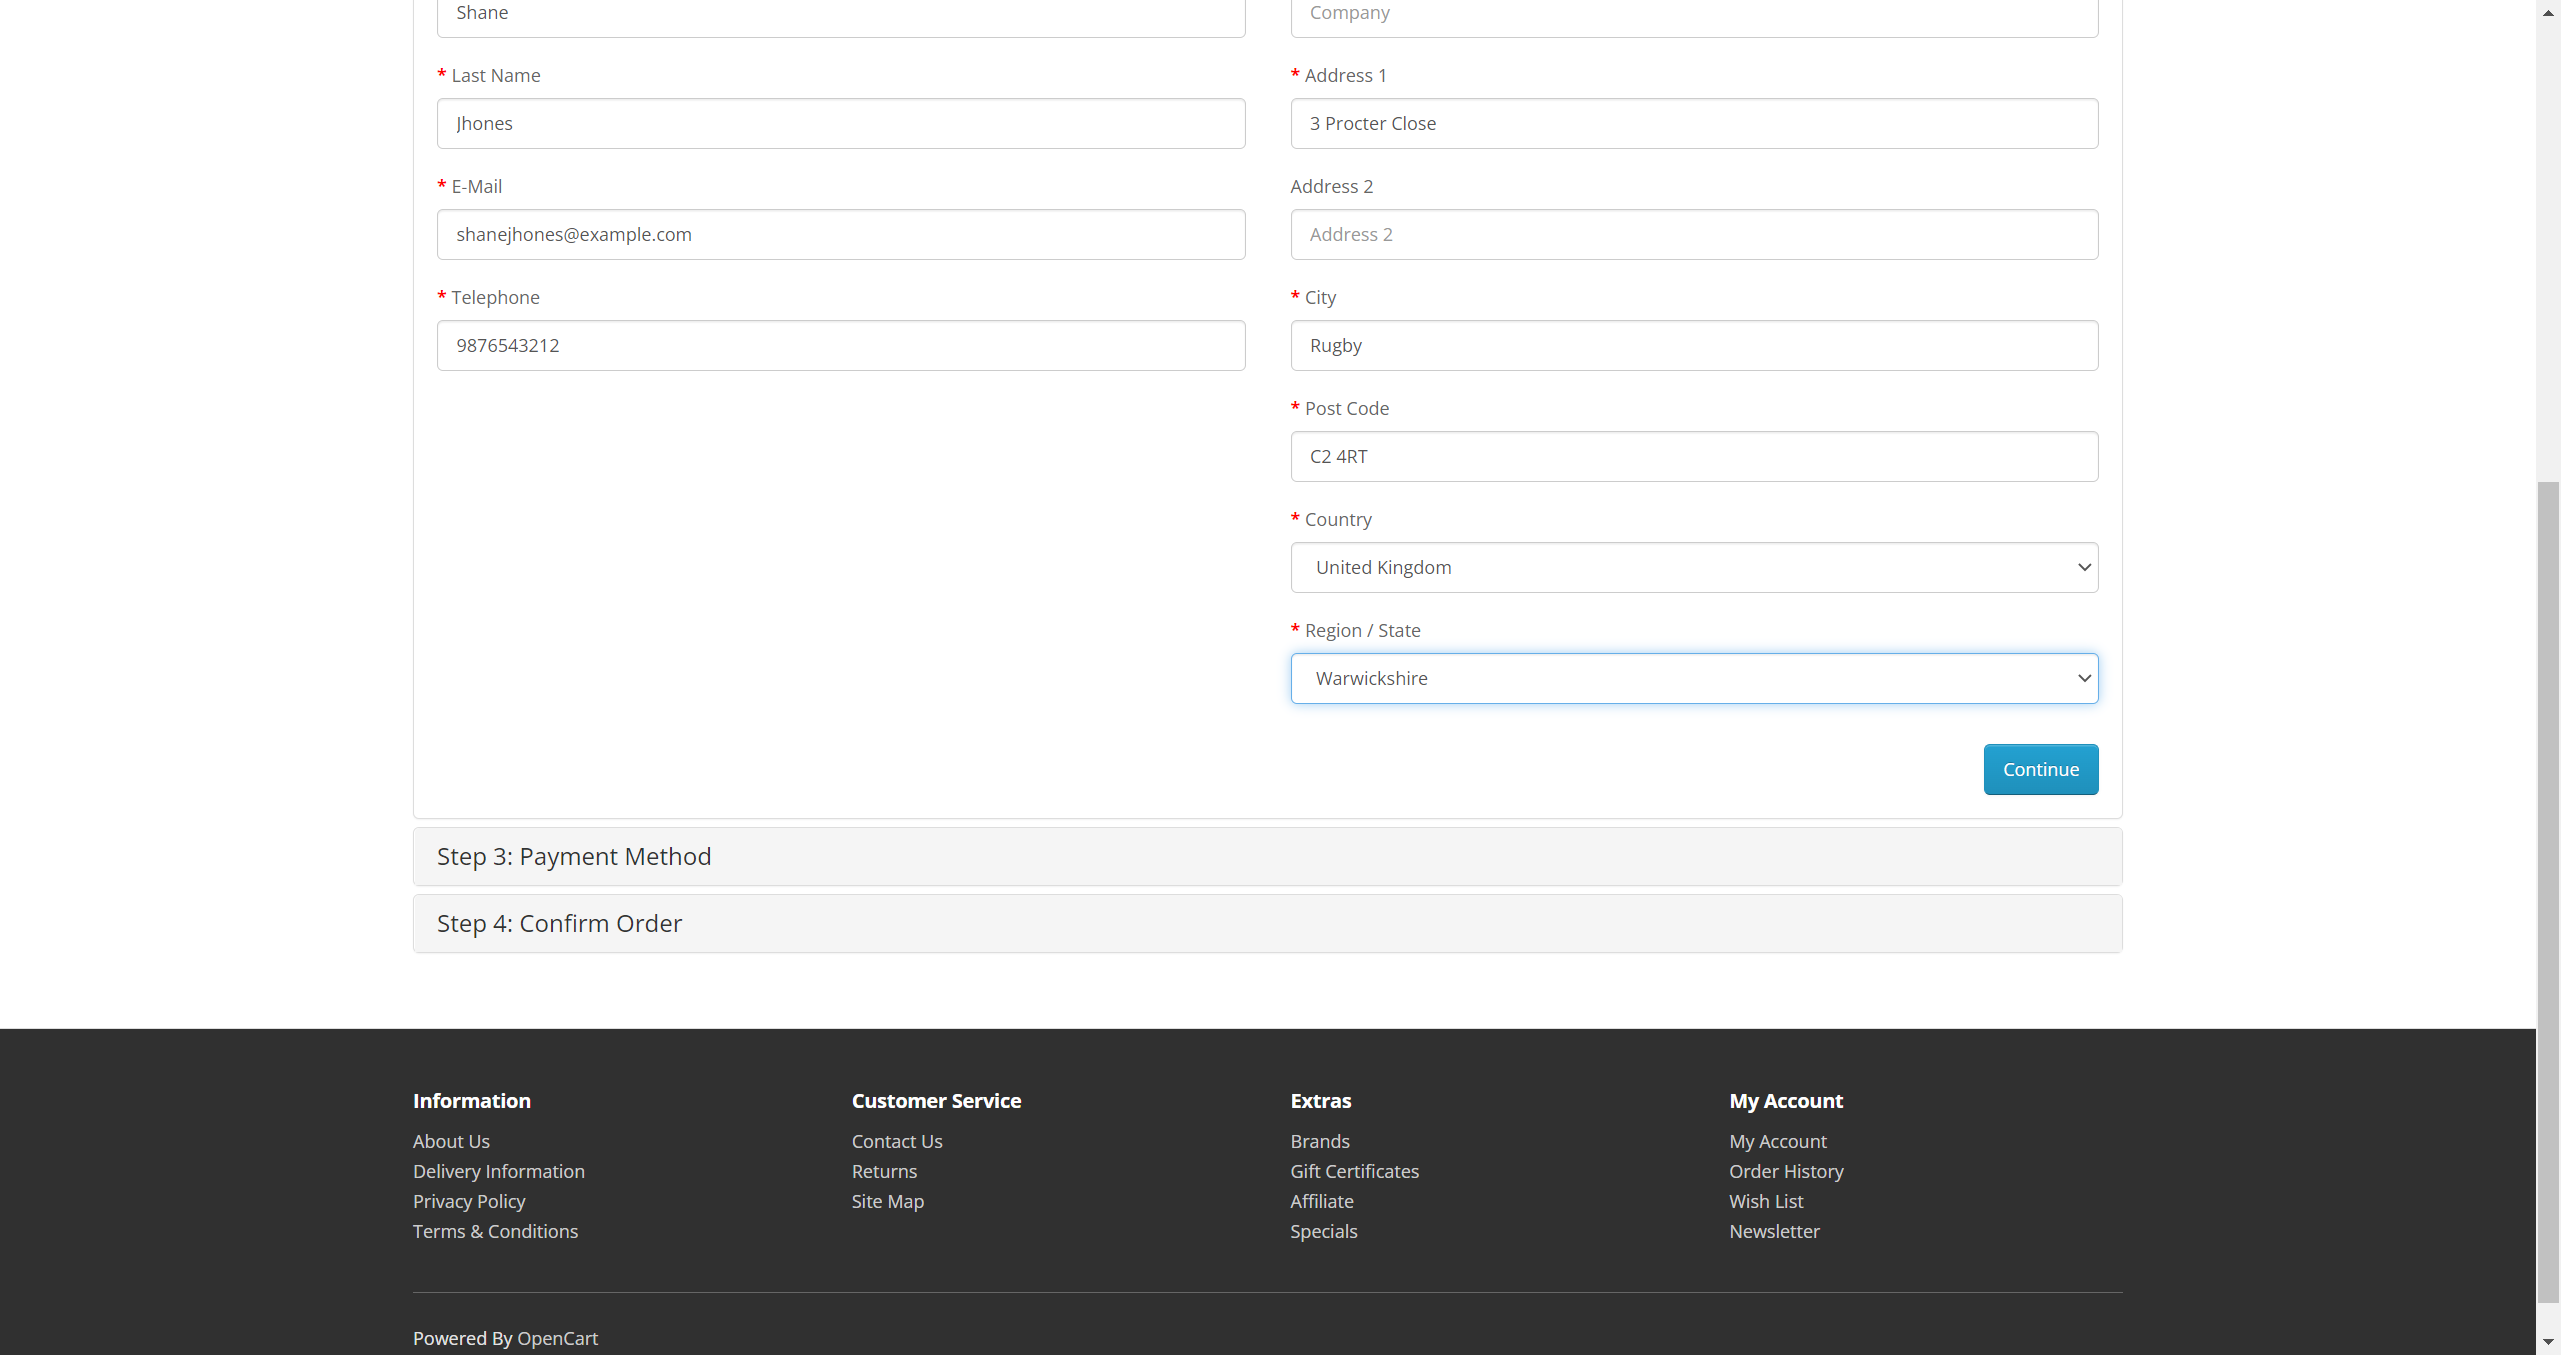 Shane
Company
* Last Name
Jhones
* Address 1
3 Procter Close
* E-Mail
shanejhones@example.com
Address 2
Address 2
* Telephone
9876543212
* City
Rugby
* Post Code
C2 4RT
* Country
United Kingdom
* Region / State
Warwickshire
Continue
Step 3: Payment Method
Step 4: Confirm Order
Information
About Us
Delivery Information
Privacy Policy
Terms & Conditions
Customer Service
Contact Us
Returns
Site Map
Extras
Brands
Gift Certificates
Affiliate
Specials
My Account
My Account
Order History
Wish List
Newsletter
Powered By OpenCart